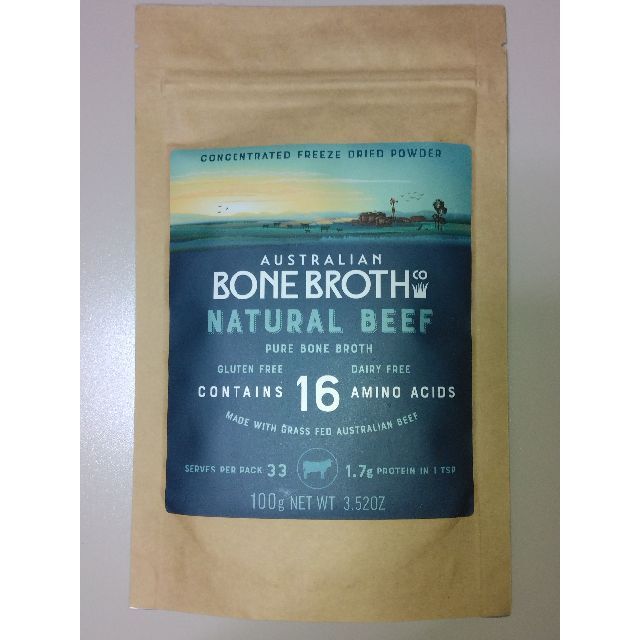 CONCENTRATED FREEZE DRIED POWDER
AUSTRALIAN
BONE BROTH CO
NATURAL BEEF
PURE BONE BROTH
GLUTEN FREE DAIRY FREE
CONTAINS 16 AMINO ACIDS
MADE WITH GRASS FED AUSTRALIAN BEEF
SERVES PER PACK 33 1.7g PROTEIN IN 1 TSP
100g NET WT 3.52OZ